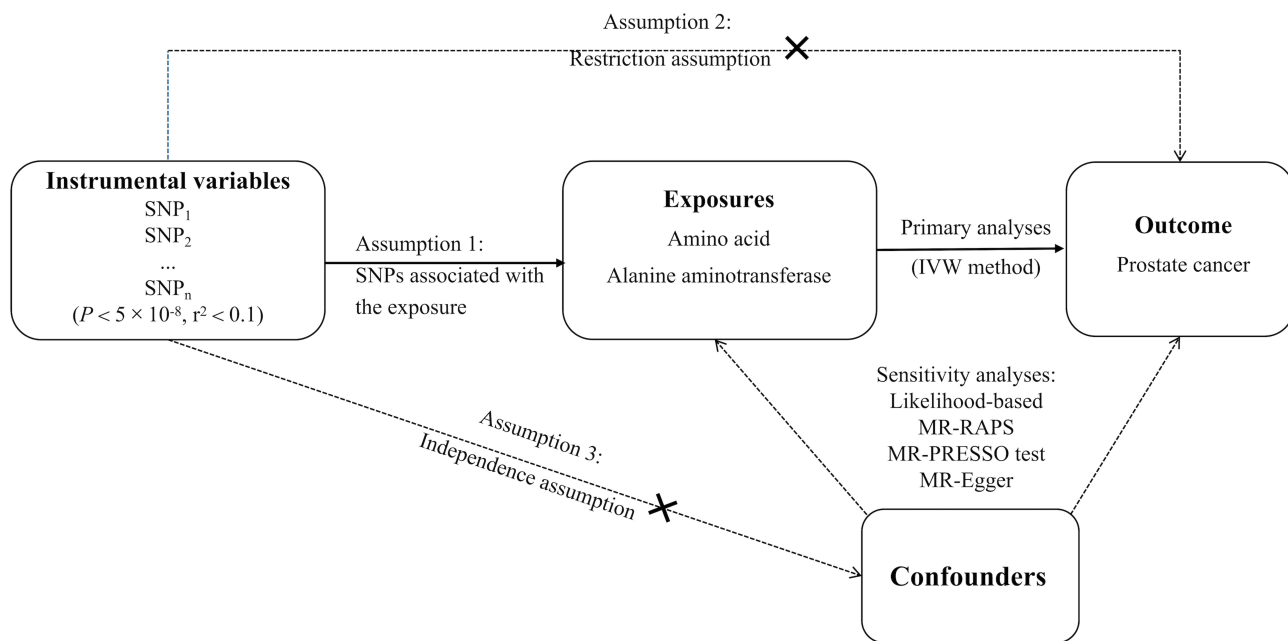 Assumption 2:
Restriction assumption
Instrumental variables
SNP₁
SNP₂
...
SNPₙ
(P < 5 × 10⁻⁸, r² < 0.1)
Assumption 1:
SNPs associated with
the exposure
Exposures
Amino acid
Alanine aminotransferase
Primary analyses
(IVW method)
Outcome
Prostate cancer
Assumption 3:
Independence assumption
Sensitivity analyses:
Likelihood-based
MR-RAPS
MR-PRESSO test
MR-Egger
Confounders